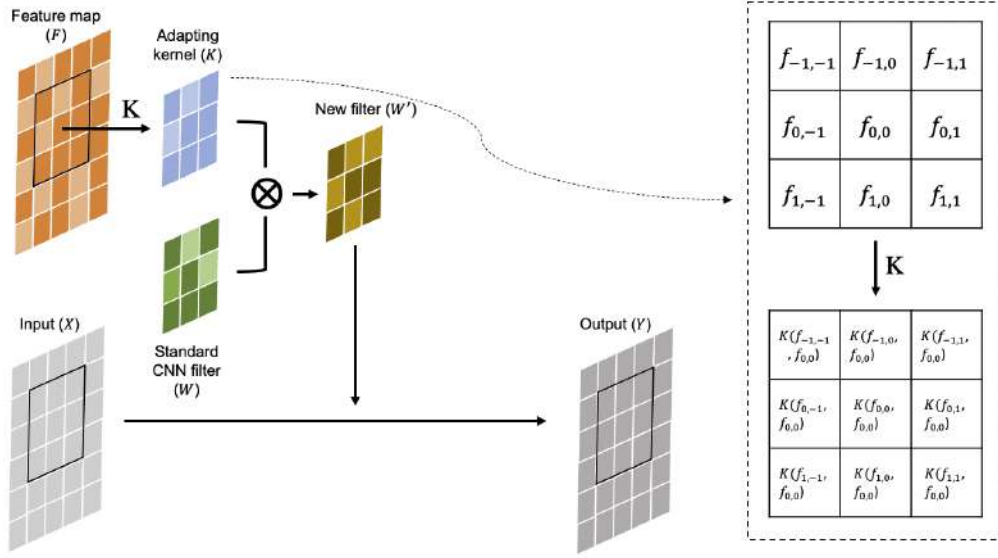 Feature map
(F)
Adapting
kernel (K)
K
New filter (W')
⊗
Standard
CNN filter
(W)
Input (X)
Output (Y)
f₋₁,₋₁ f₋₁,₀ f₋₁,₁
f₀,₋₁ f₀,₀ f₀,₁
f₁,₋₁ f₁,₀ f₁,₁
K
K(f₋₁,₋₁ K(f₋₁,₀, K(f₋₁,₁,
, f₀,₀) f₀,₀) f₀,₀)
K(f₀,₋₁, K(f₀,₀, K(f₀,₁,
f₀,₀) f₀,₀) f₀,₀)
K(f₁,₋₁, K(f₁,₀, K(f₁,₁,
f₀,₀) f₀,₀) f₀,₀)